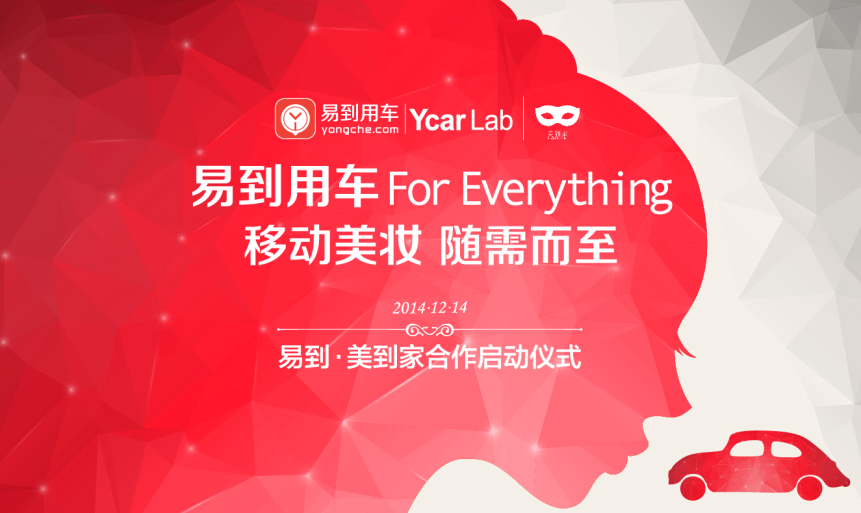 易到用车 Ycar Lab
yongche.com
易到用车 For Everything
移动美妆 随需而至
2014·12·14
易到·美到家合作启动仪式